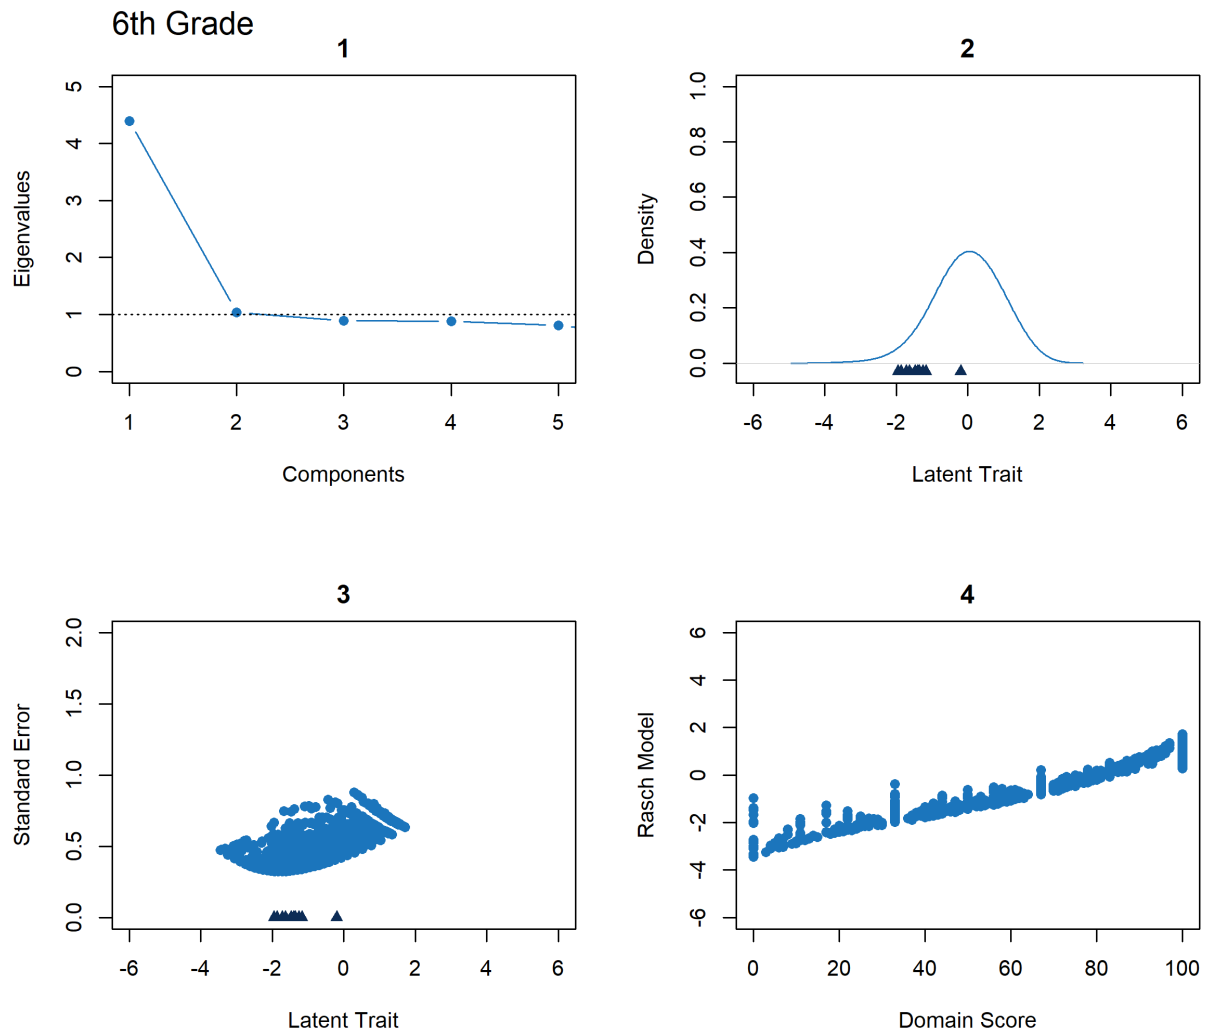 6th Grade
1
Eigenvalues
5
4
3
2
1
0
1 2 3 4 5
Components
2
Density
1.0
0.8
0.6
0.4
0.2
0.0
-6 -4 -2 0 2 4 6
Latent Trait
3
Standard Error
2.0
1.5
1.0
0.5
0.0
-6 -4 -2 0 2 4 6
Latent Trait
4
Rasch Model
6
4
2
0
-2
-4
-6
0 20 40 60 80 100
Domain Score